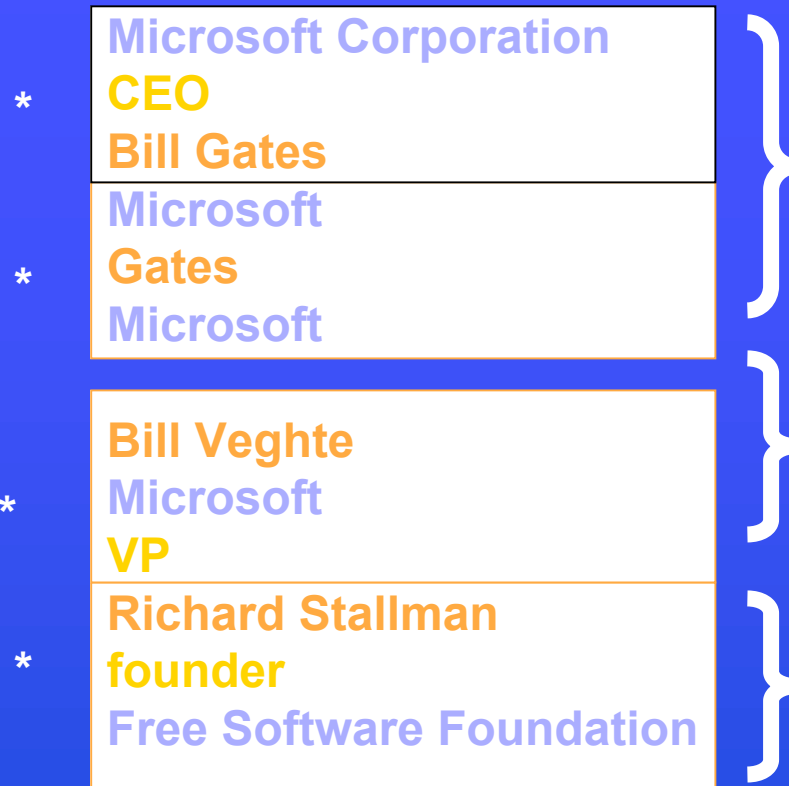 Microsoft Corporation
* CEO
Bill Gates
Microsoft
* Gates
Microsoft
Bill Veghte
* Microsoft
VP
Richard Stallman
* founder
Free Software Foundation